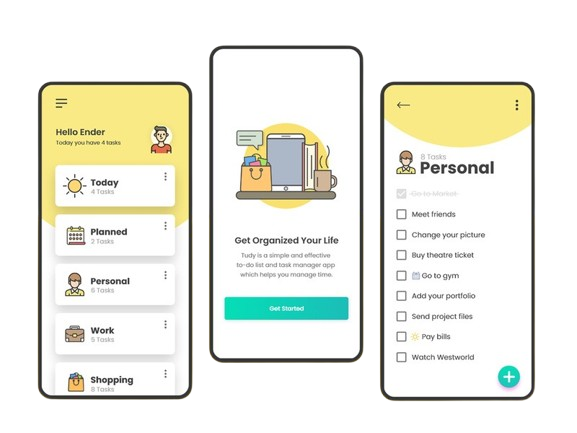 Hello Ender
Today you have 4 tasks
Today
4 Tasks
Planned
2 Tasks
Personal
6 Tasks
Work
5 Tasks
Shopping
8 Tasks
Get Organized Your Life
Tudy is a simple and effective
to-do list and task manager app
which helps you manage time.
Get Started
8 Tasks
Personal
Go to Market
Meet friends
Change your picture
Buy theatre ticket
Go to gym
Add your portfolio
Send project files
Pay bills
Watch Westworld